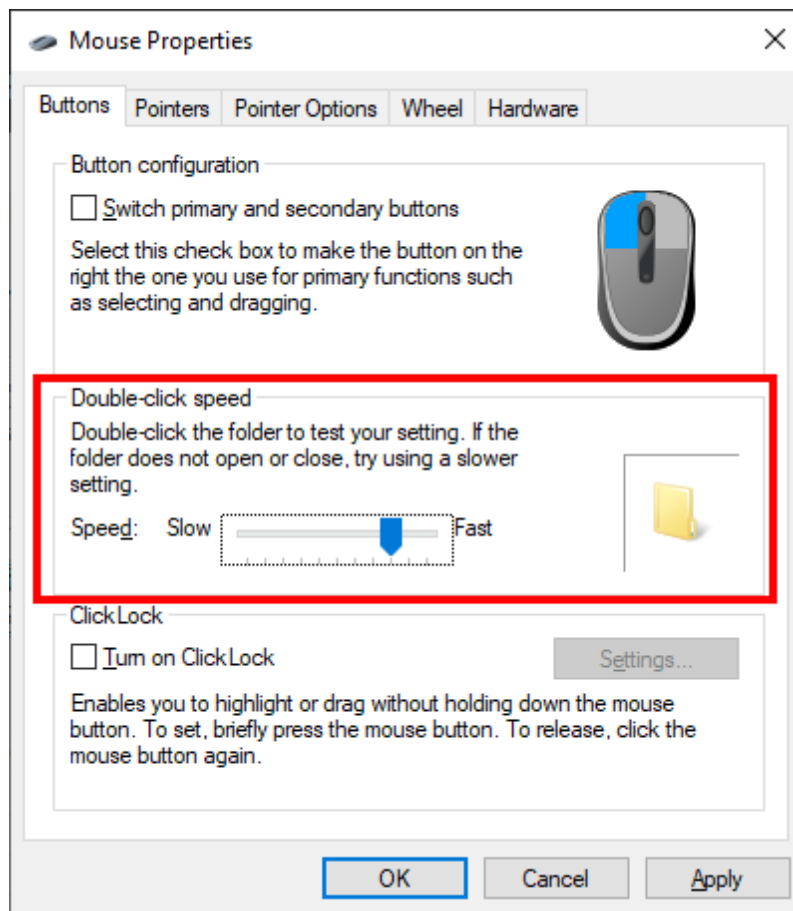 Mouse Properties
Buttons Pointers Pointer Options Wheel Hardware
Button configuration
Switch primary and secondary buttons
Select this check box to make the button on the
right the one you use for primary functions such
as selecting and dragging.
Double-click speed
Double-click the folder to test your setting. If the
folder does not open or close, try using a slower
setting.
Speed: Slow Fast
ClickLock
Turn on ClickLock
Settings...
Enables you to highlight or drag without holding down the mouse
button. To set, briefly press the mouse button. To release, click the
mouse button again.
OK Cancel Apply